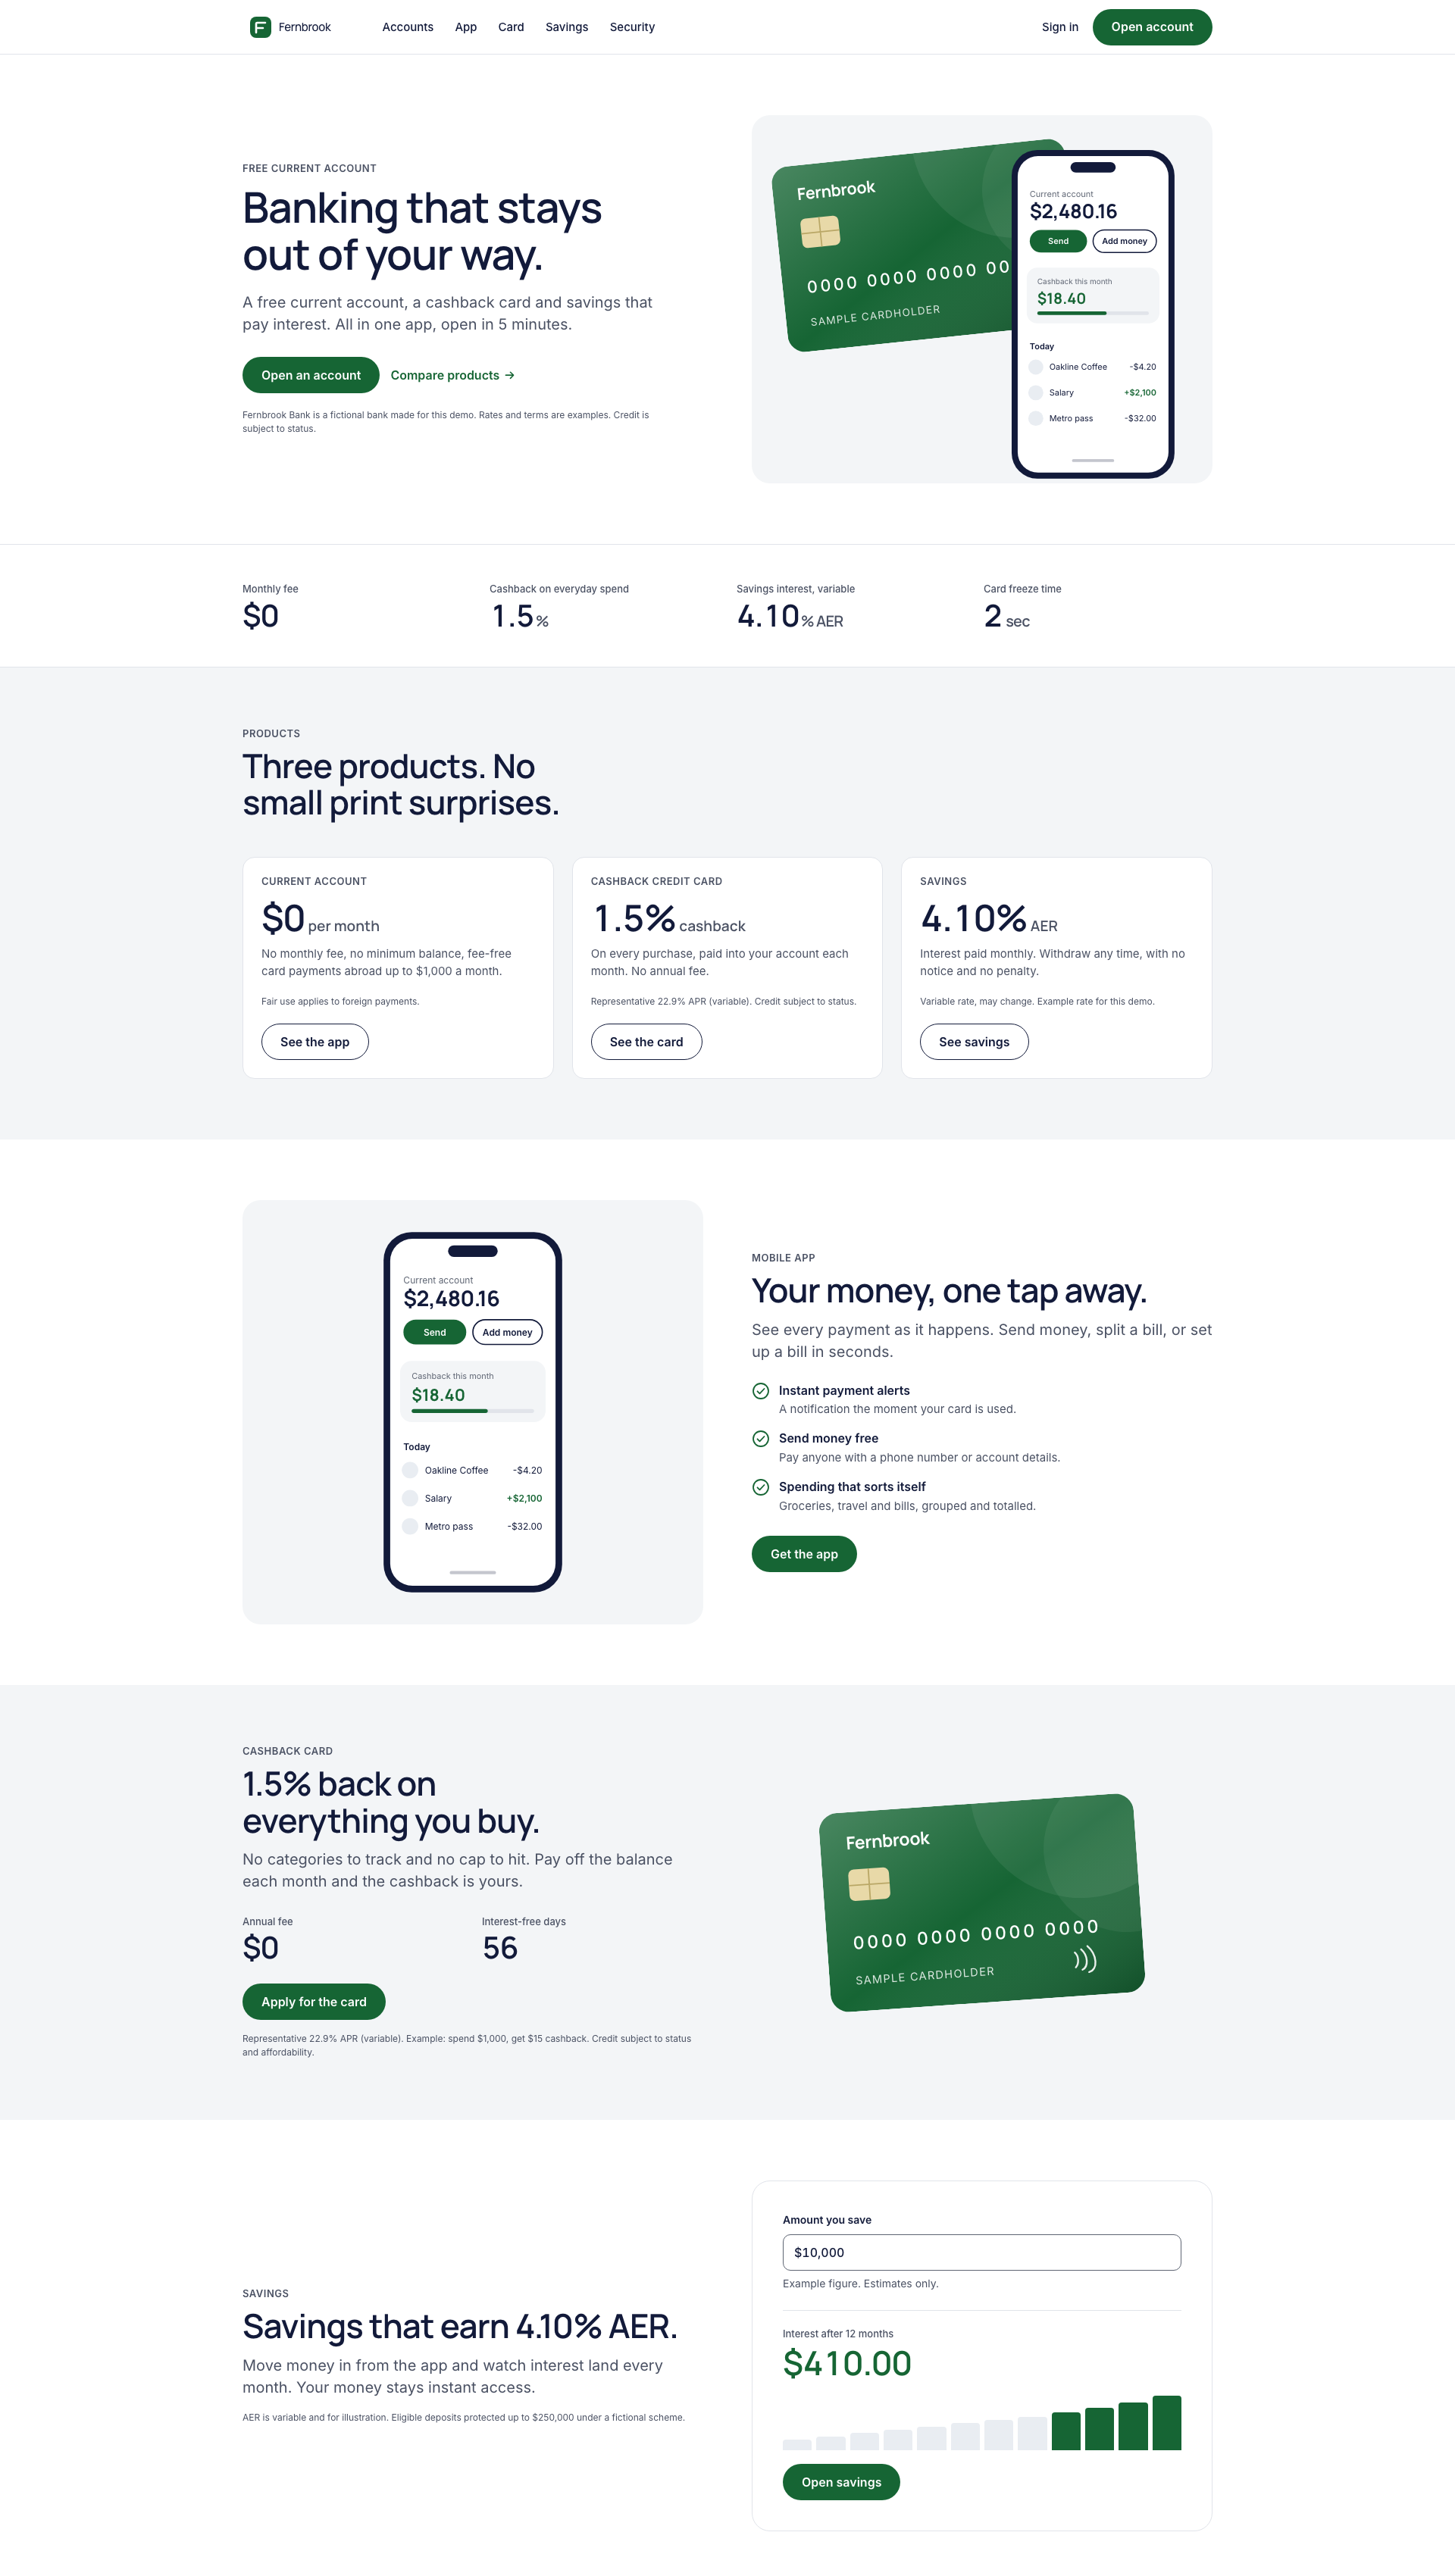 Fernbrook
Accounts
App
Card
Savings
Security
Sign in
Open account
FREE CURRENT ACCOUNT
Banking that stays
out of your way.
A free current account, a cashback card and savings that
pay interest. All in one app, open in 5 minutes.
Open an account
Compare products →
Fernbrook Bank is a fictional bank made for this demo. Rates and terms are examples. Credit is
subject to status.
Fernbrook
0000 0000 0000 00
SAMPLE CARDHOLDER
Current account
$2,480.16
Send
Add money
Cashback this month
$18.40
Today
Oakline Coffee -$4.20
Salary +$2,100
Metro pass -$32.00
Monthly fee
$0
Cashback on everyday spend
1.5%
Savings interest, variable
4.10% AER
Card freeze time
2 sec
PRODUCTS
Three products. No
small print surprises.
CURRENT ACCOUNT
$0 per month
No monthly fee, no minimum balance, fee-free
card payments abroad up to $1,000 a month.
Fair use applies to foreign payments.
See the app
CASHBACK CREDIT CARD
1.5% cashback
On every purchase, paid into your account each
month. No annual fee.
Representative 22.9% APR (variable). Credit subject to status.
See the card
SAVINGS
4.10% AER
Interest paid monthly. Withdraw any time, with no
notice and no penalty.
Variable rate, may change. Example rate for this demo.
See savings
Current account
$2,480.16
Send
Add money
Cashback this month
$18.40
Today
Oakline Coffee -$4.20
Salary +$2,100
Metro pass -$32.00
MOBILE APP
Your money, one tap away.
See every payment as it happens. Send money, split a bill, or set
up a bill in seconds.
Instant payment alerts
A notification the moment your card is used.
Send money free
Pay anyone with a phone number or account details.
Spending that sorts itself
Groceries, travel and bills, grouped and totalled.
Get the app
CASHBACK CARD
1.5% back on
everything you buy.
No categories to track and no cap to hit. Pay off the balance
each month and the cashback is yours.
Annual fee
$0
Interest-free days
56
Apply for the card
Representative 22.9% APR (variable). Example: spend $1,000, get $15 cashback. Credit subject to status
and affordability.
Fernbrook
0000 0000 0000 0000
SAMPLE CARDHOLDER
SAVINGS
Savings that earn 4.10% AER.
Move money in from the app and watch interest land every
month. Your money stays instant access.
AER is variable and for illustration. Eligible deposits protected up to $250,000 under a fictional scheme.
Amount you save
$10,000
Example figure. Estimates only.
Interest after 12 months
$410.00
Open savings